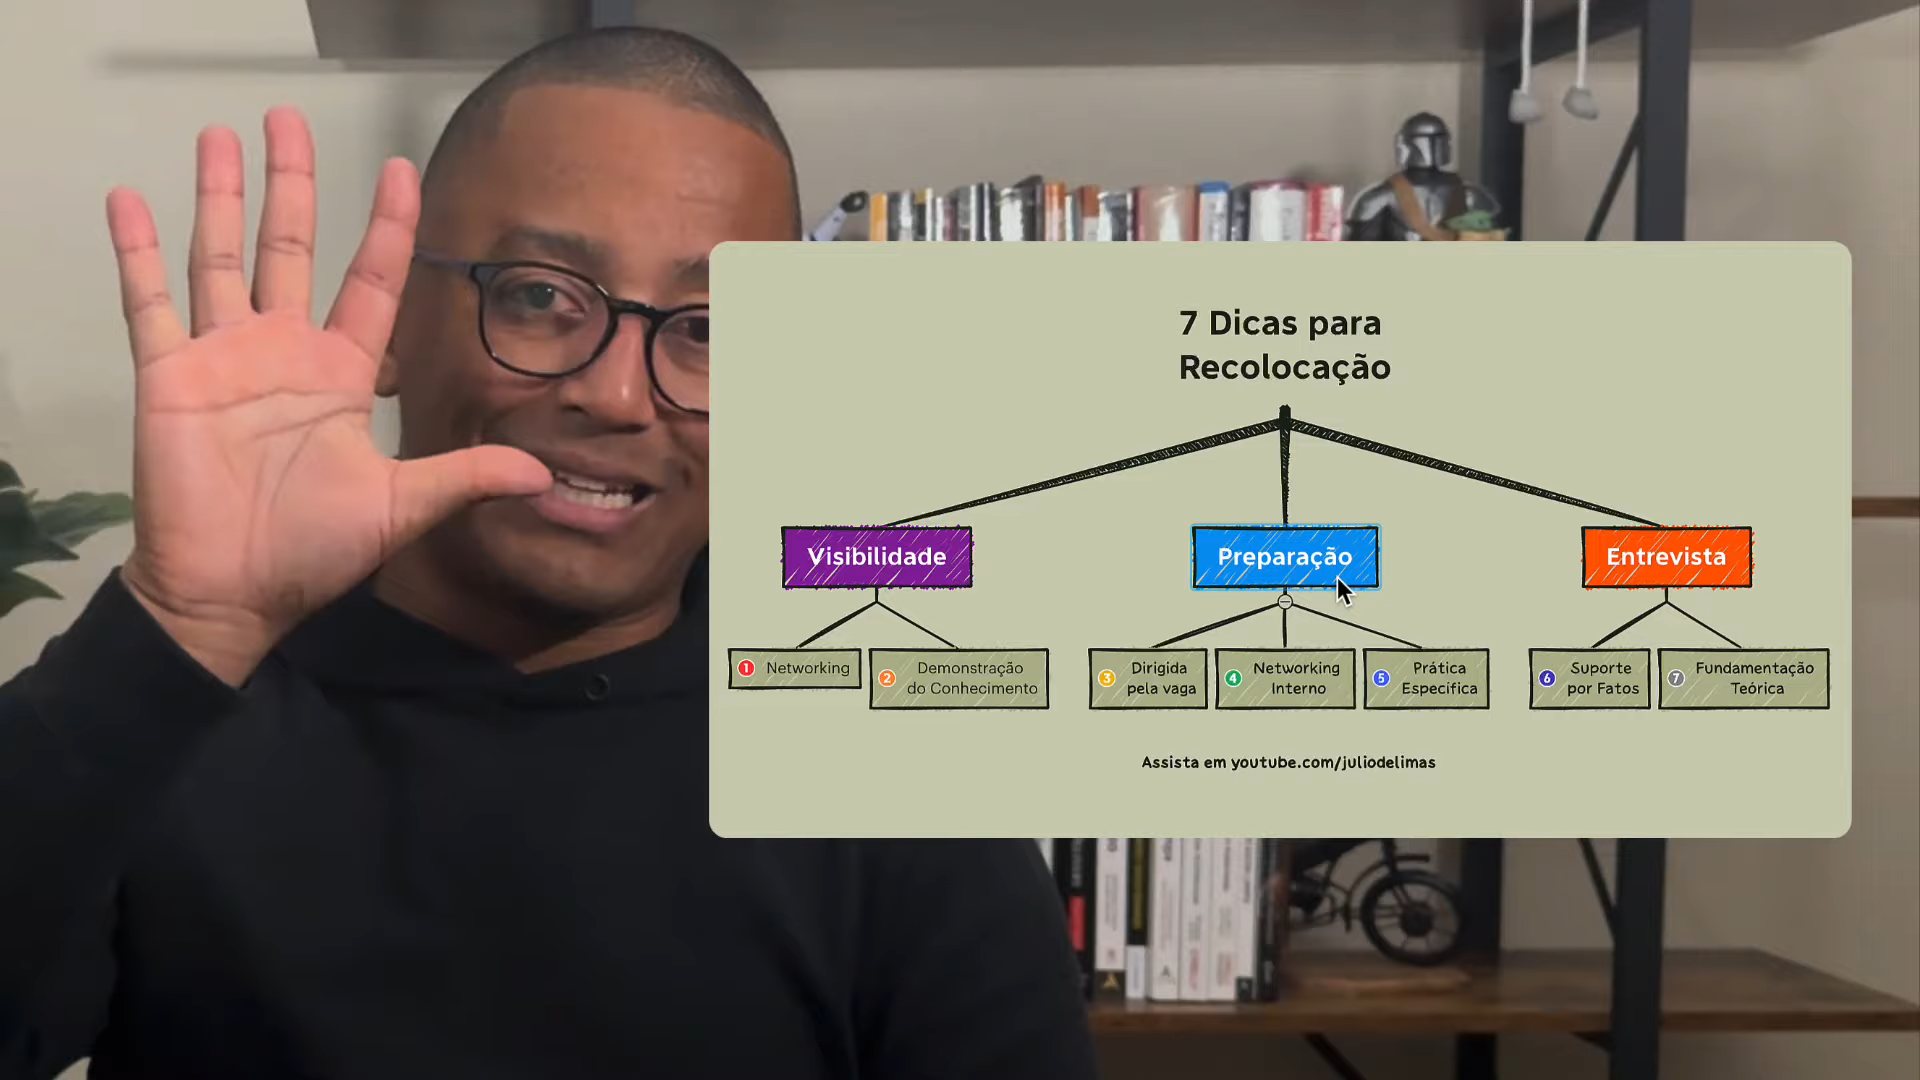 7 Dicas para
Recolocação
Visibilidade
Preparação
Entrevista
1 Networking
2 Demonstração
do Conhecimento
3 Dirigida
pela vaga
4 Networking
Interno
5 Prática
Específica
6 Suporte
por Fatos
7 Fundamentação
Teórica
Assista em youtube.com/juliodelimas